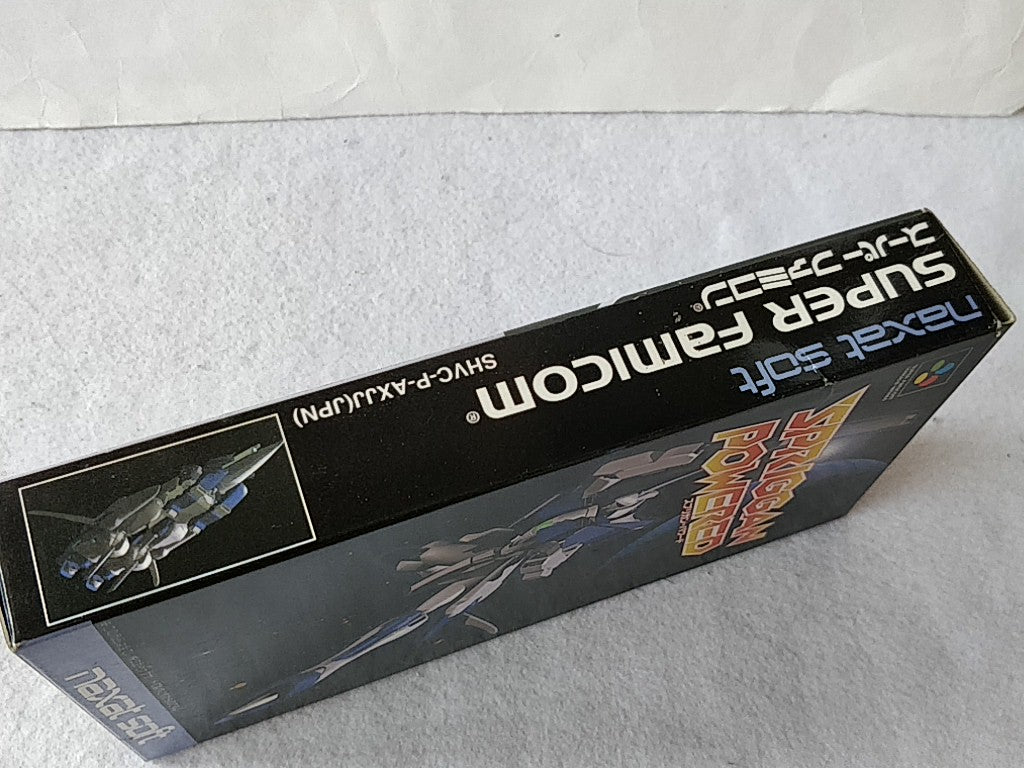 naxat soft
SUPER Famicom®
スーパーファミコン®
SHVC-P-AXJJ(JPN)
SPRIGGAN
POWERED
naxat soft